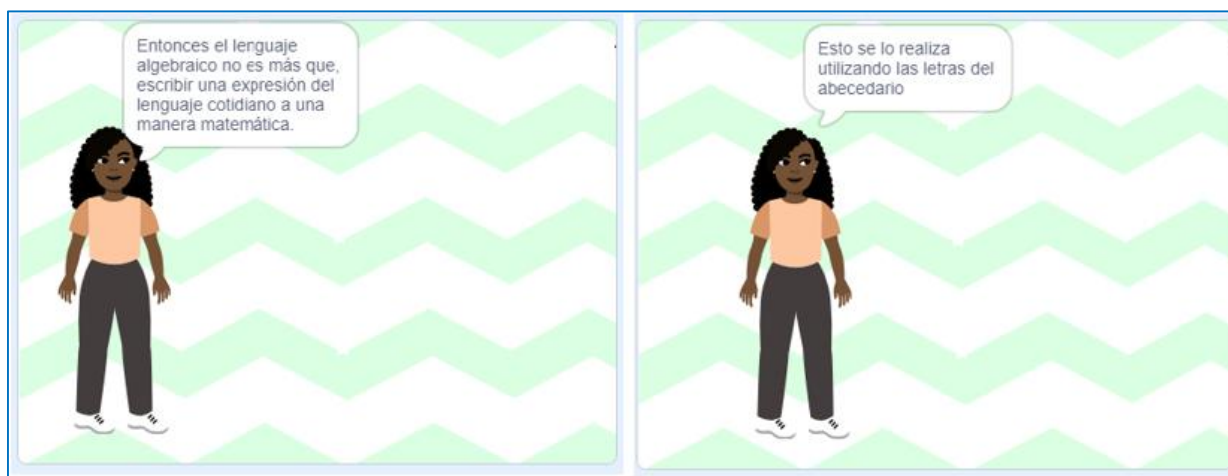 Entonces el lenguaje
algebraico no es más que,
escribir una expresión del
lenguaje cotidiano a una
manera matemática.
Esto se lo realiza
utilizando las letras del
abecedario